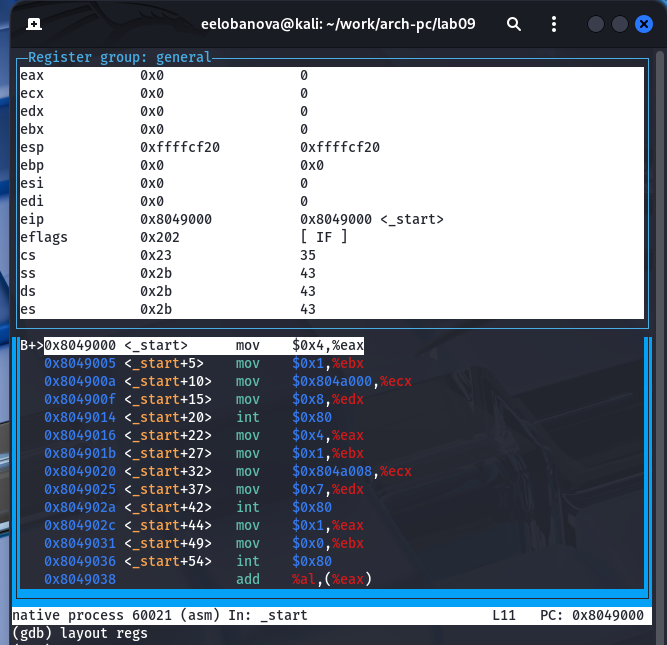 eelobanova@kali: ~/work/arch-pc/lab09
Register group: general
eax 0x0 0
ecx 0x0 0
edx 0x0 0
ebx 0x0 0
esp 0xffffcf20 0xffffcf20
ebp 0x0 0x0
esi 0x0 0
edi 0x0 0
eip 0x8049000 0x8049000 <_start>
eflags 0x202 [ IF ]
cs 0x23 35
ss 0x2b 43
ds 0x2b 43
es 0x2b 43
B+>0x8049000 <_start> mov $0x4,%eax
0x8049005 <_start+5> mov $0x1,%ebx
0x804900a <_start+10> mov $0x804a000,%ecx
0x804900f <_start+15> mov $0x8,%edx
0x8049014 <_start+20> int $0x80
0x8049016 <_start+22> mov $0x4,%eax
0x804901b <_start+27> mov $0x1,%ebx
0x8049020 <_start+32> mov $0x804a008,%ecx
0x8049025 <_start+37> mov $0x7,%edx
0x804902a <_start+42> int $0x80
0x804902c <_start+44> mov $0x1,%eax
0x8049031 <_start+49> mov $0x0,%ebx
0x8049036 <_start+54> int $0x80
0x8049038 add %al,(%eax)
native process 60021 (asm) In: _start L11 PC: 0x8049000
(gdb) layout regs